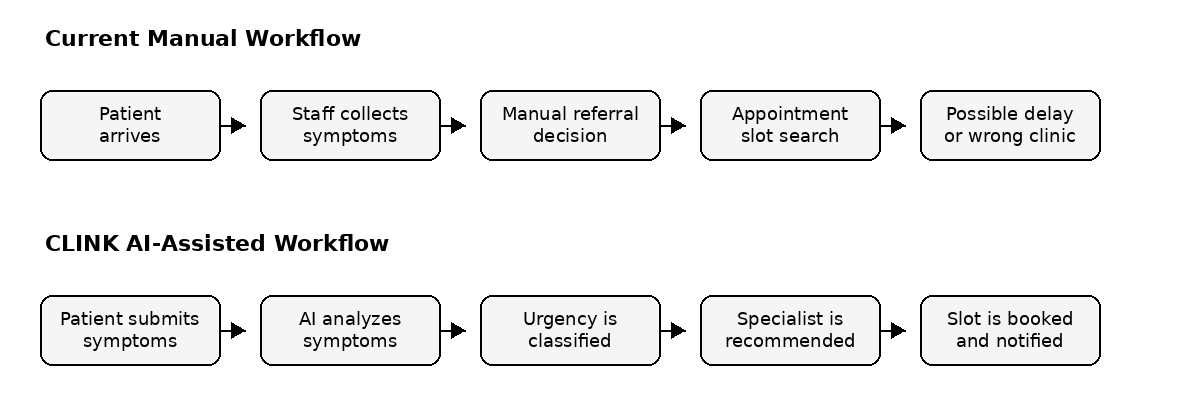 Current Manual Workflow
Patient
arrives
Staff collects
symptoms
Manual referral
decision
Appointment
slot search
Possible delay
or wrong clinic
CLINK AI-Assisted Workflow
Patient submits
symptoms
AI analyzes
symptoms
Urgency is
classified
Specialist is
recommended
Slot is booked
and notified